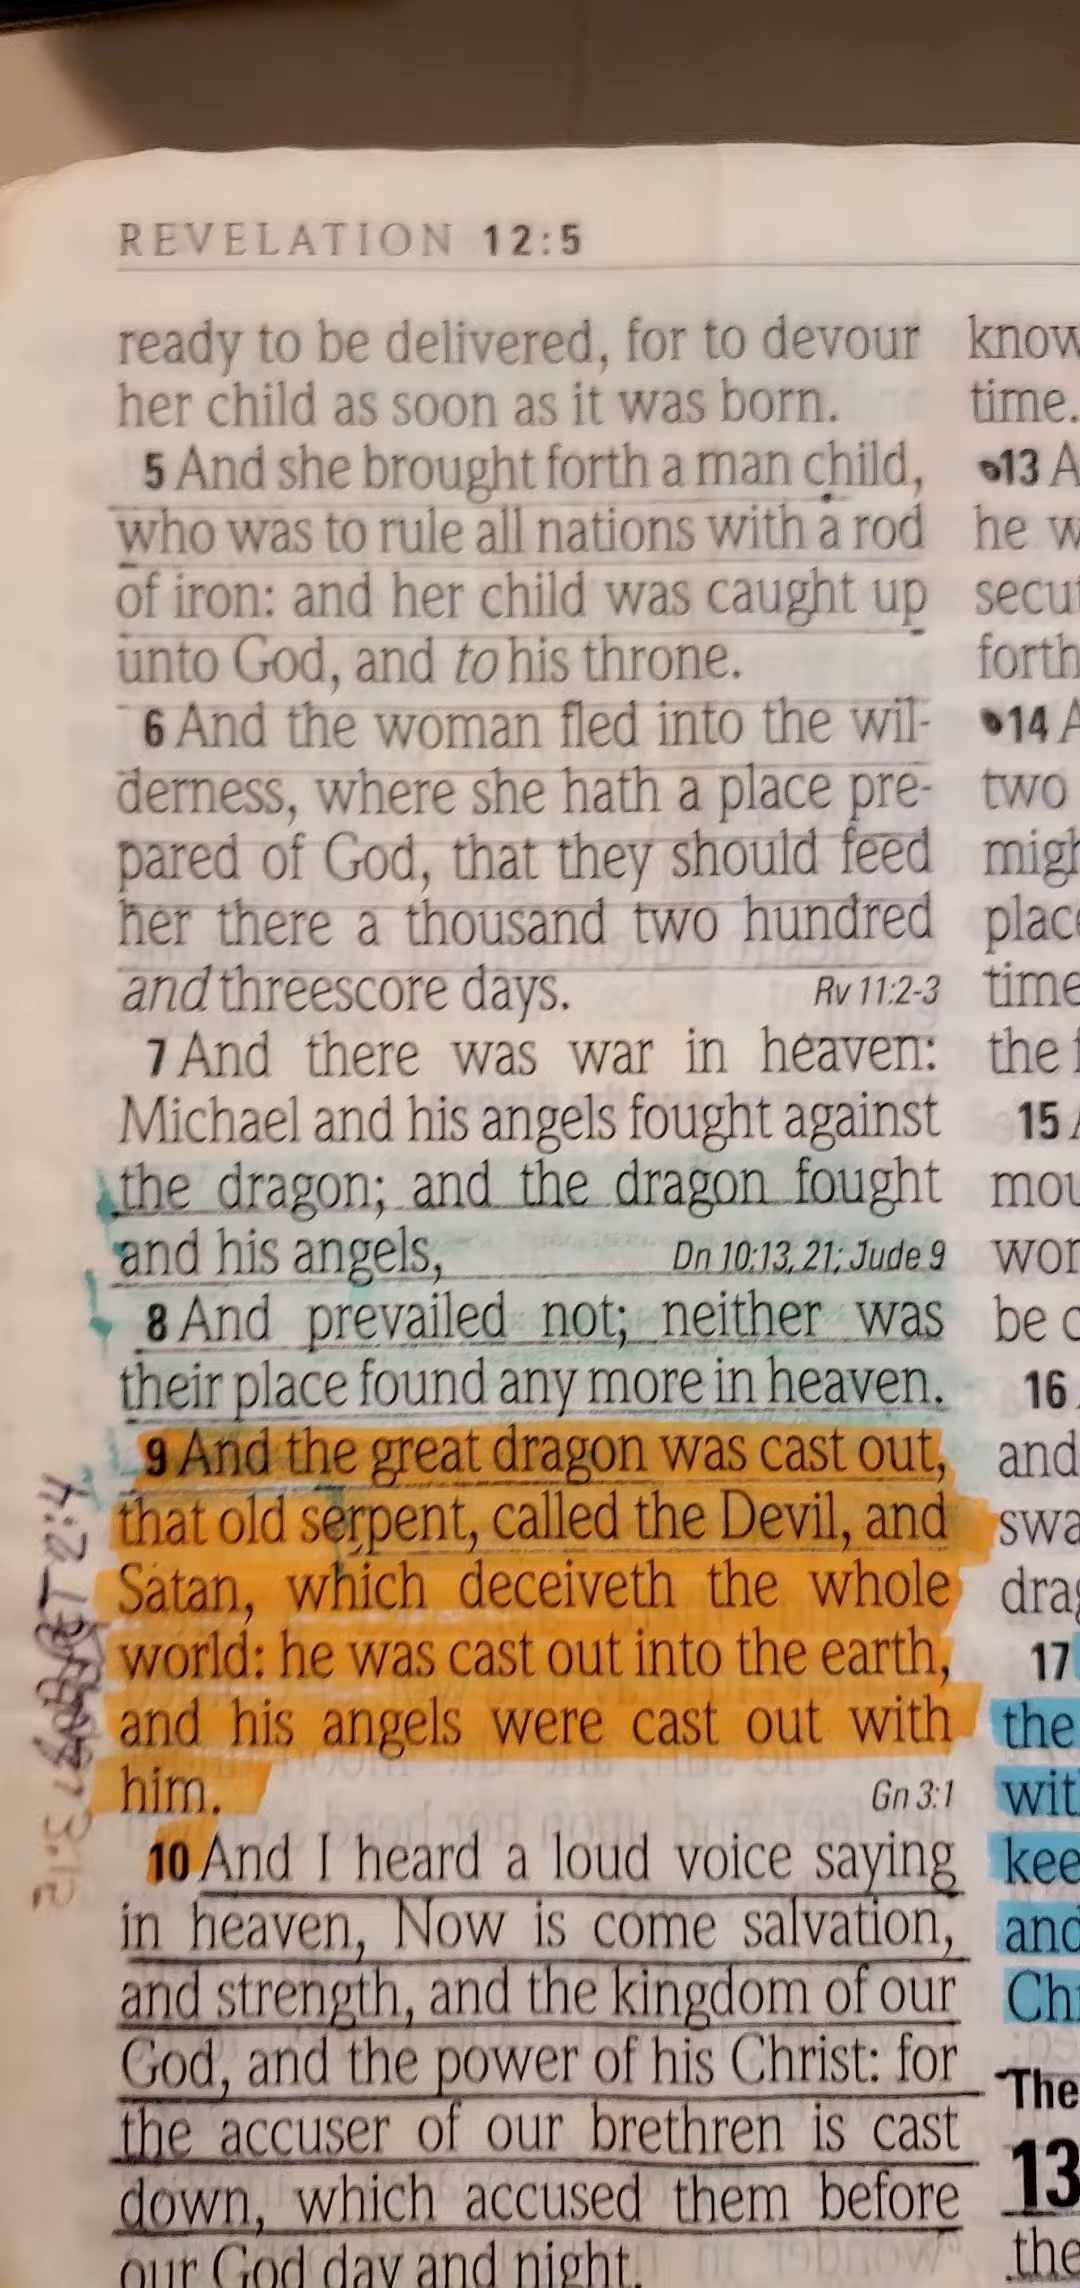 REVELATION 12:5
ready to be delivered, for to devour
her child as soon as it was born.
5 And she brought forth a man child,
who was to rule all nations with a rod
of iron: and her child was caught up
unto God, and to his throne.
6 And the woman fled into the wil-
derness, where she hath a place pre-
pared of God, that they should feed
her there a thousand two hundred
and threescore days. Rv 11:2-3
7 And there was war in heaven:
Michael and his angels fought against
the dragon; and the dragon fought
and his angels, Dn 10:13, 21; Jude 9
8 And prevailed not; neither was
their place found any more in heaven.
9 And the great dragon was cast out,
that old serpent, called the Devil, and
Satan, which deceiveth the whole
world: he was cast out into the earth,
and his angels were cast out with
him. Gn 3:1
10 And I heard a loud voice saying
in heaven, Now is come salvation,
and strength, and the kingdom of our
God, and the power of his Christ: for
the accuser of our brethren is cast
down, which accused them before
our God day and night.
PET 2:4
3:12
know
time.
13 A
he w
secut
forth
14 A
two
migh
place
time
the
15
mou
wor
be c
16
and
swa
drag
17
the
wit
kee
and
Chr
The
13
the